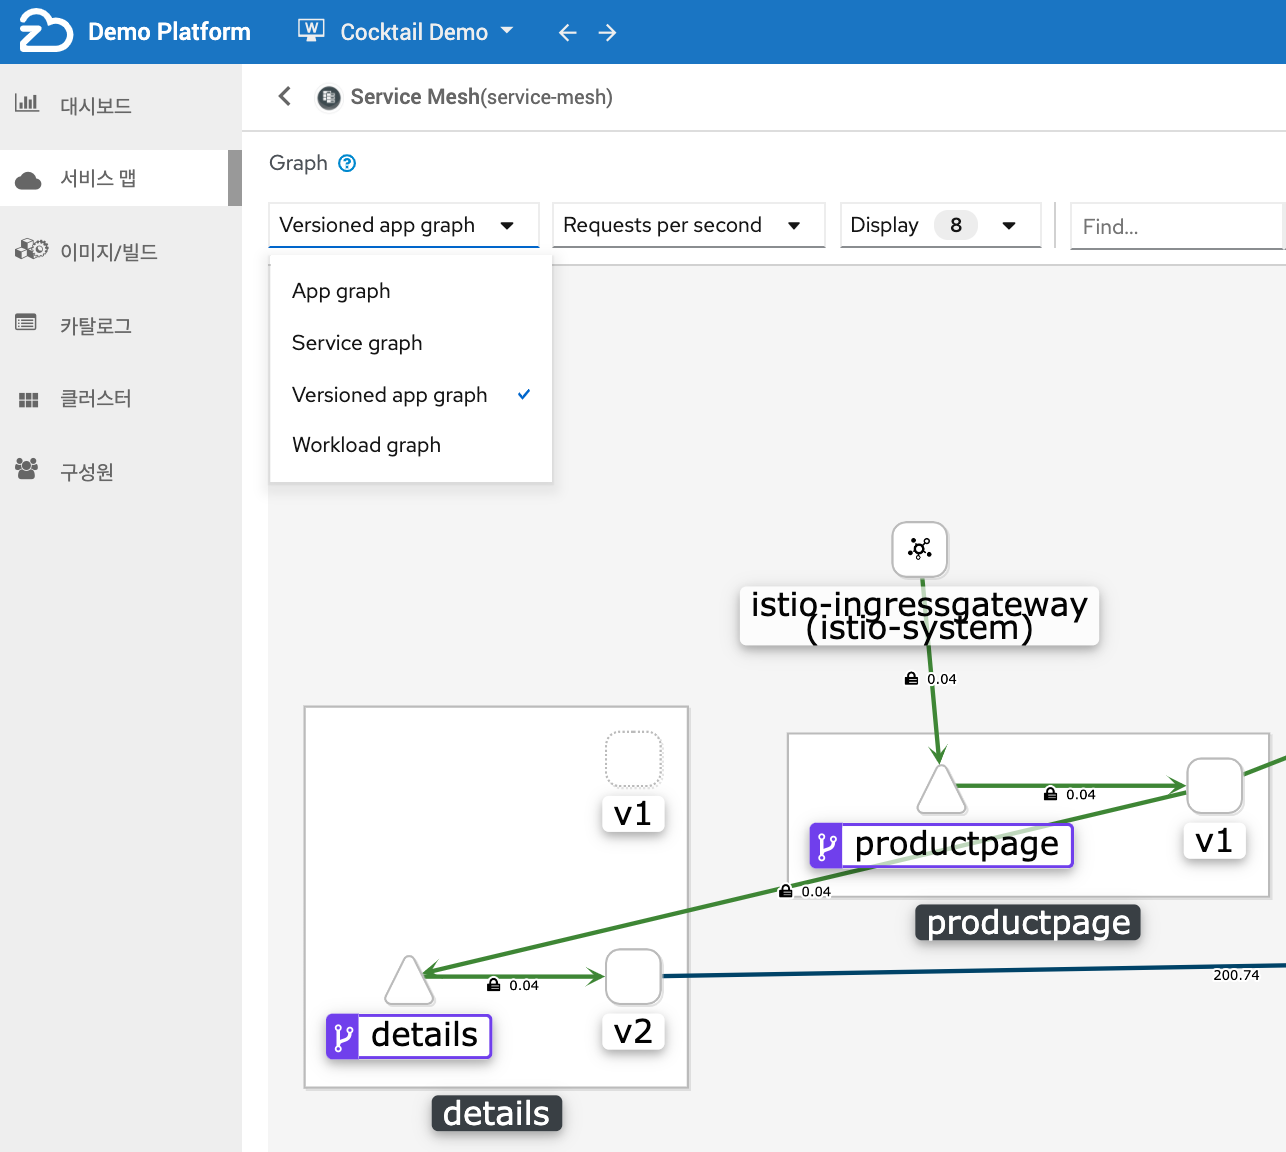 Demo Platform
W
Cocktail Demo
대시보드
서비스 맵
이미지/빌드
카탈로그
클러스터
구성원
Service Mesh(service-mesh)
Graph ?
Versioned app graph
Requests per second
Display 8
Find...
App graph
Service graph
Versioned app graph
Workload graph
istio-ingressgateway
(istio-system)
0.04
v1
0.04
productpage
v1
0.04
productpage
0.04
200.74
details
v2
details